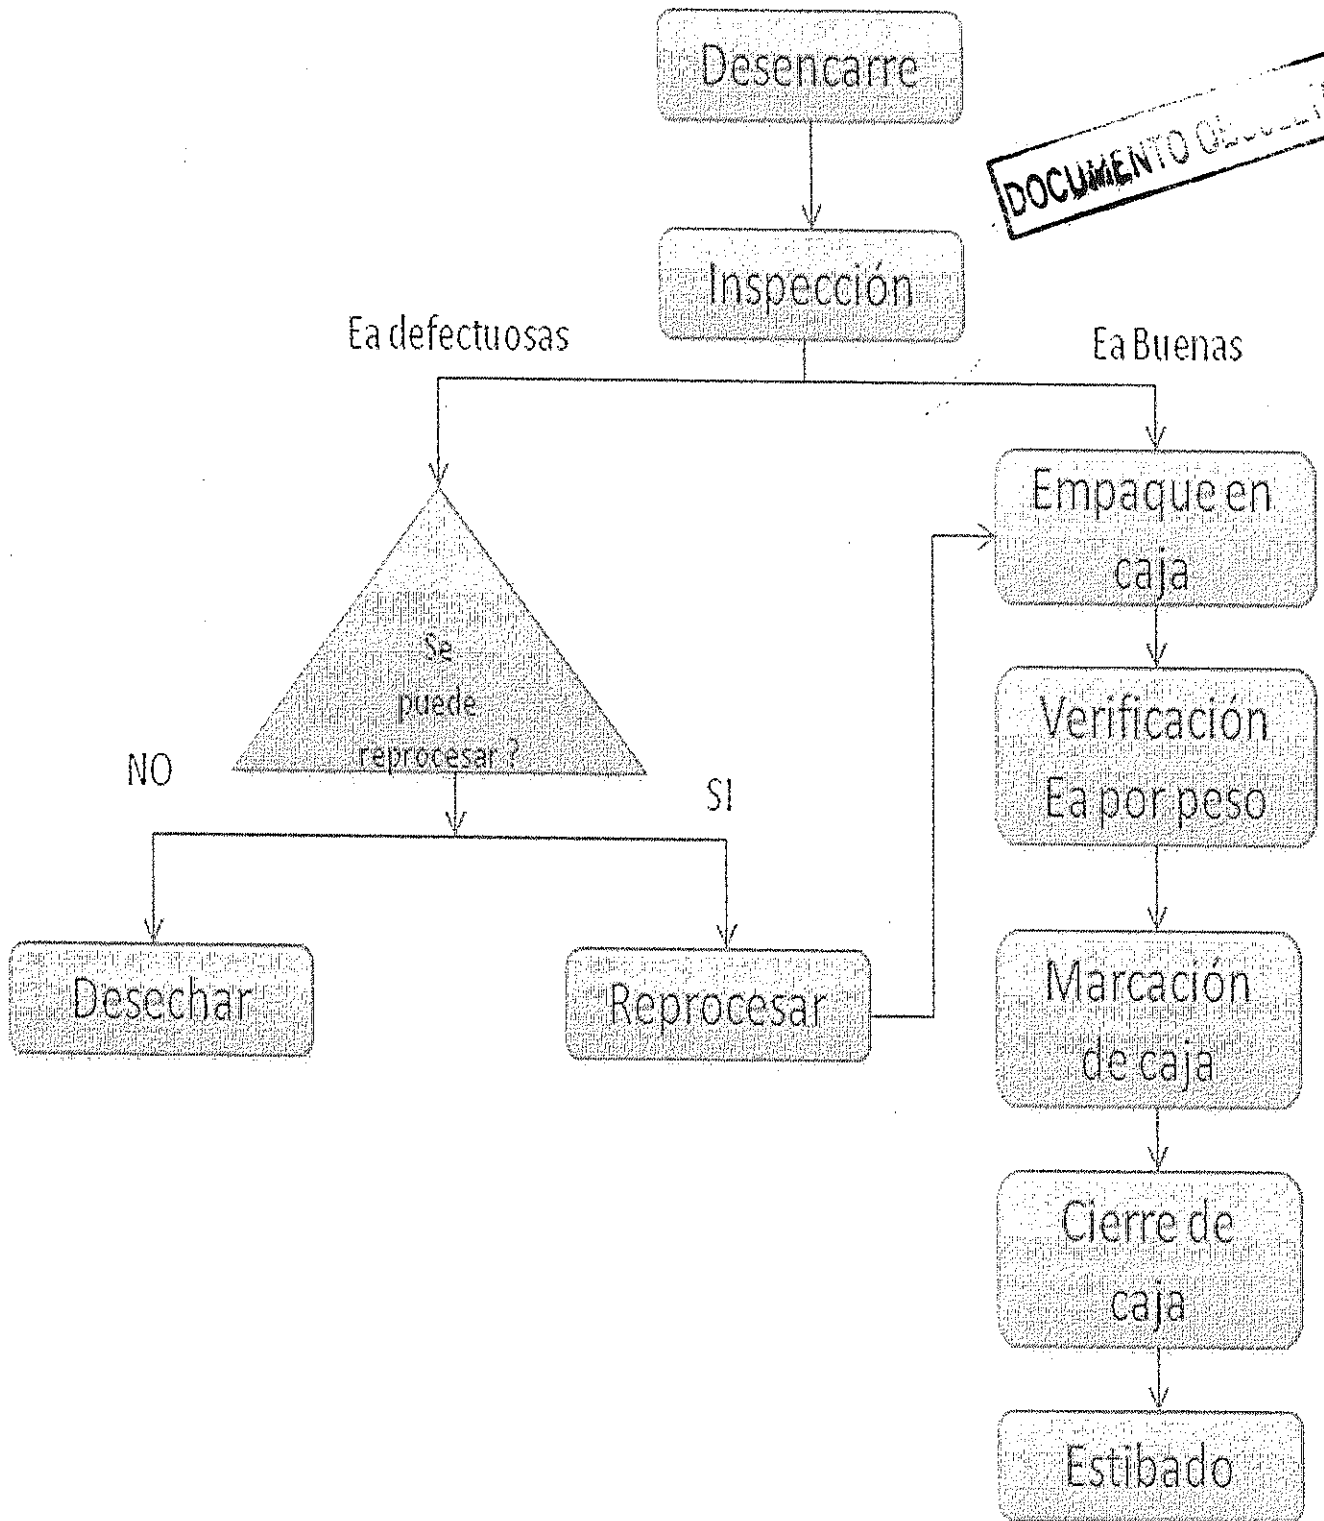 Desencarre
DOCUMENTO
Inspección
Ea defectuosas
Ea Buenas
Empaque en
caja
Se
puede
reprocesar ?
Verificación
Ea por peso
NO
SI
Desechar
Reprocesar
Marcación
de caja
Cierre de
caja
Estibado